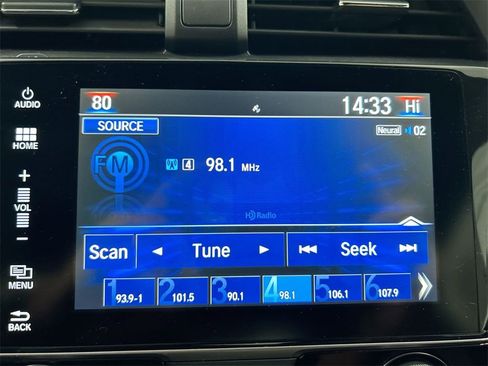 AUDIO
HOME
+
VOL
−
MENU
BACK
80 14:33 Hi
SOURCE Neural 02
FM 4 98.1 MHz
HD Radio
Scan ◄ Tune ► |◄◄ Seek ►►|
1 93.9-1 2 101.5 3 90.1 4 98.1 5 106.1 6 107.9